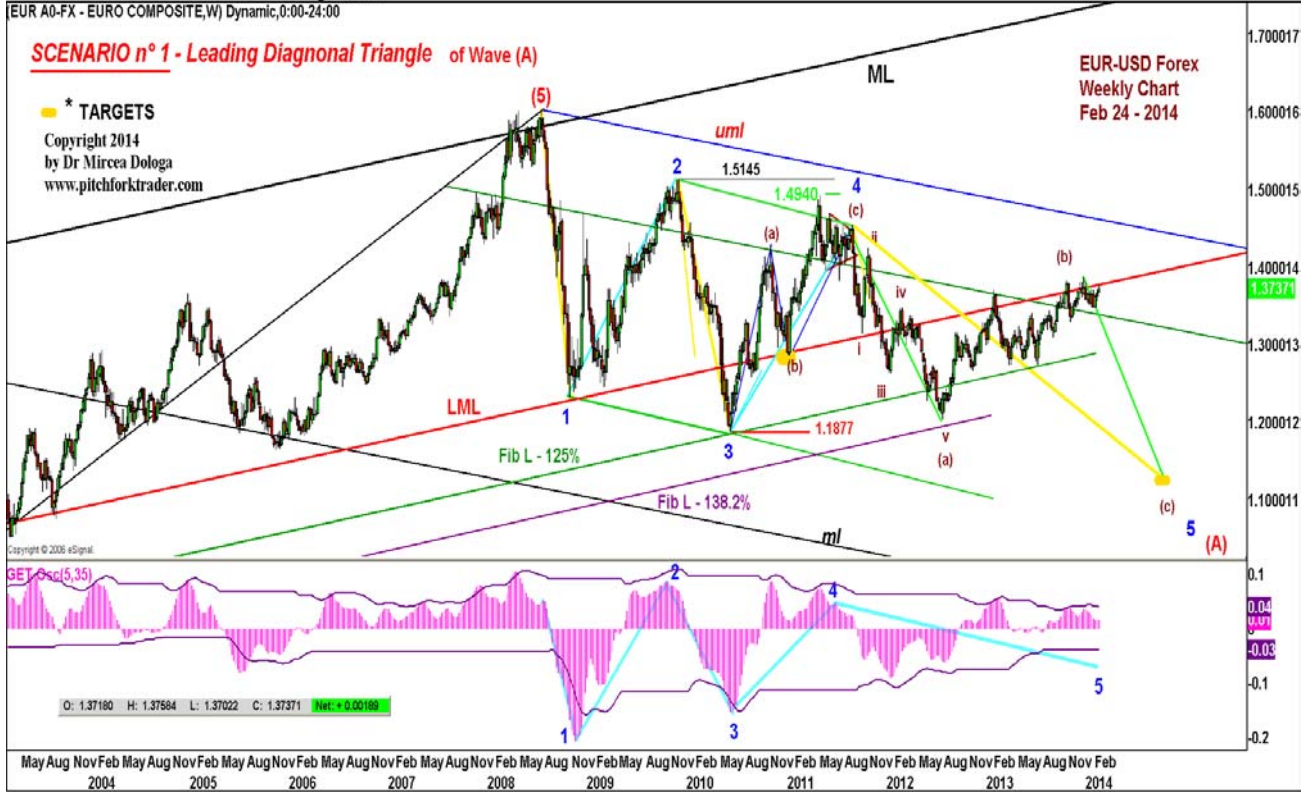 (EUR A0-FX - EURO COMPOSITE,W) Dynamic,0:00-24:00
SCENARIO n° 1 - Leading Diagnonal Triangle of Wave (A)
* TARGETS
Copyright 2014
by Dr Mircea Dologa
www.pitchforktrader.com
EUR-USD Forex
Weekly Chart
Feb 24 - 2014
ML
(5)
uml
2
1.5145
4
1.4940
(c)
(a)
ii
(b)
iv
i
(b)
iii
LML
1
3
1.1877
v
(a)
Fib L - 125%
Fib L - 138.2%
ml
(c)
5
(A)
1.700017
1.600016
1.500015
1.400014
1.37371
1.300013
1.200012
1.100011
Copyright © 2006 eSignal.
GET Osc(5,35)
2
4
1
3
5
0.1
0.04
0.01
-0.03
-0.1
-0.2
O: 1.37180 H: 1.37584 L: 1.37022 C: 1.37371 Net: + 0.00189
May Aug Nov Feb May Aug Nov Feb May Aug Nov Feb May Aug Nov Feb May Aug Nov Feb May Aug Nov Feb May Aug Nov Feb May Aug Nov Feb May Aug Nov Feb May Aug Nov Feb
2004 2005 2006 2007 2008 2009 2010 2011 2012 2013 2014